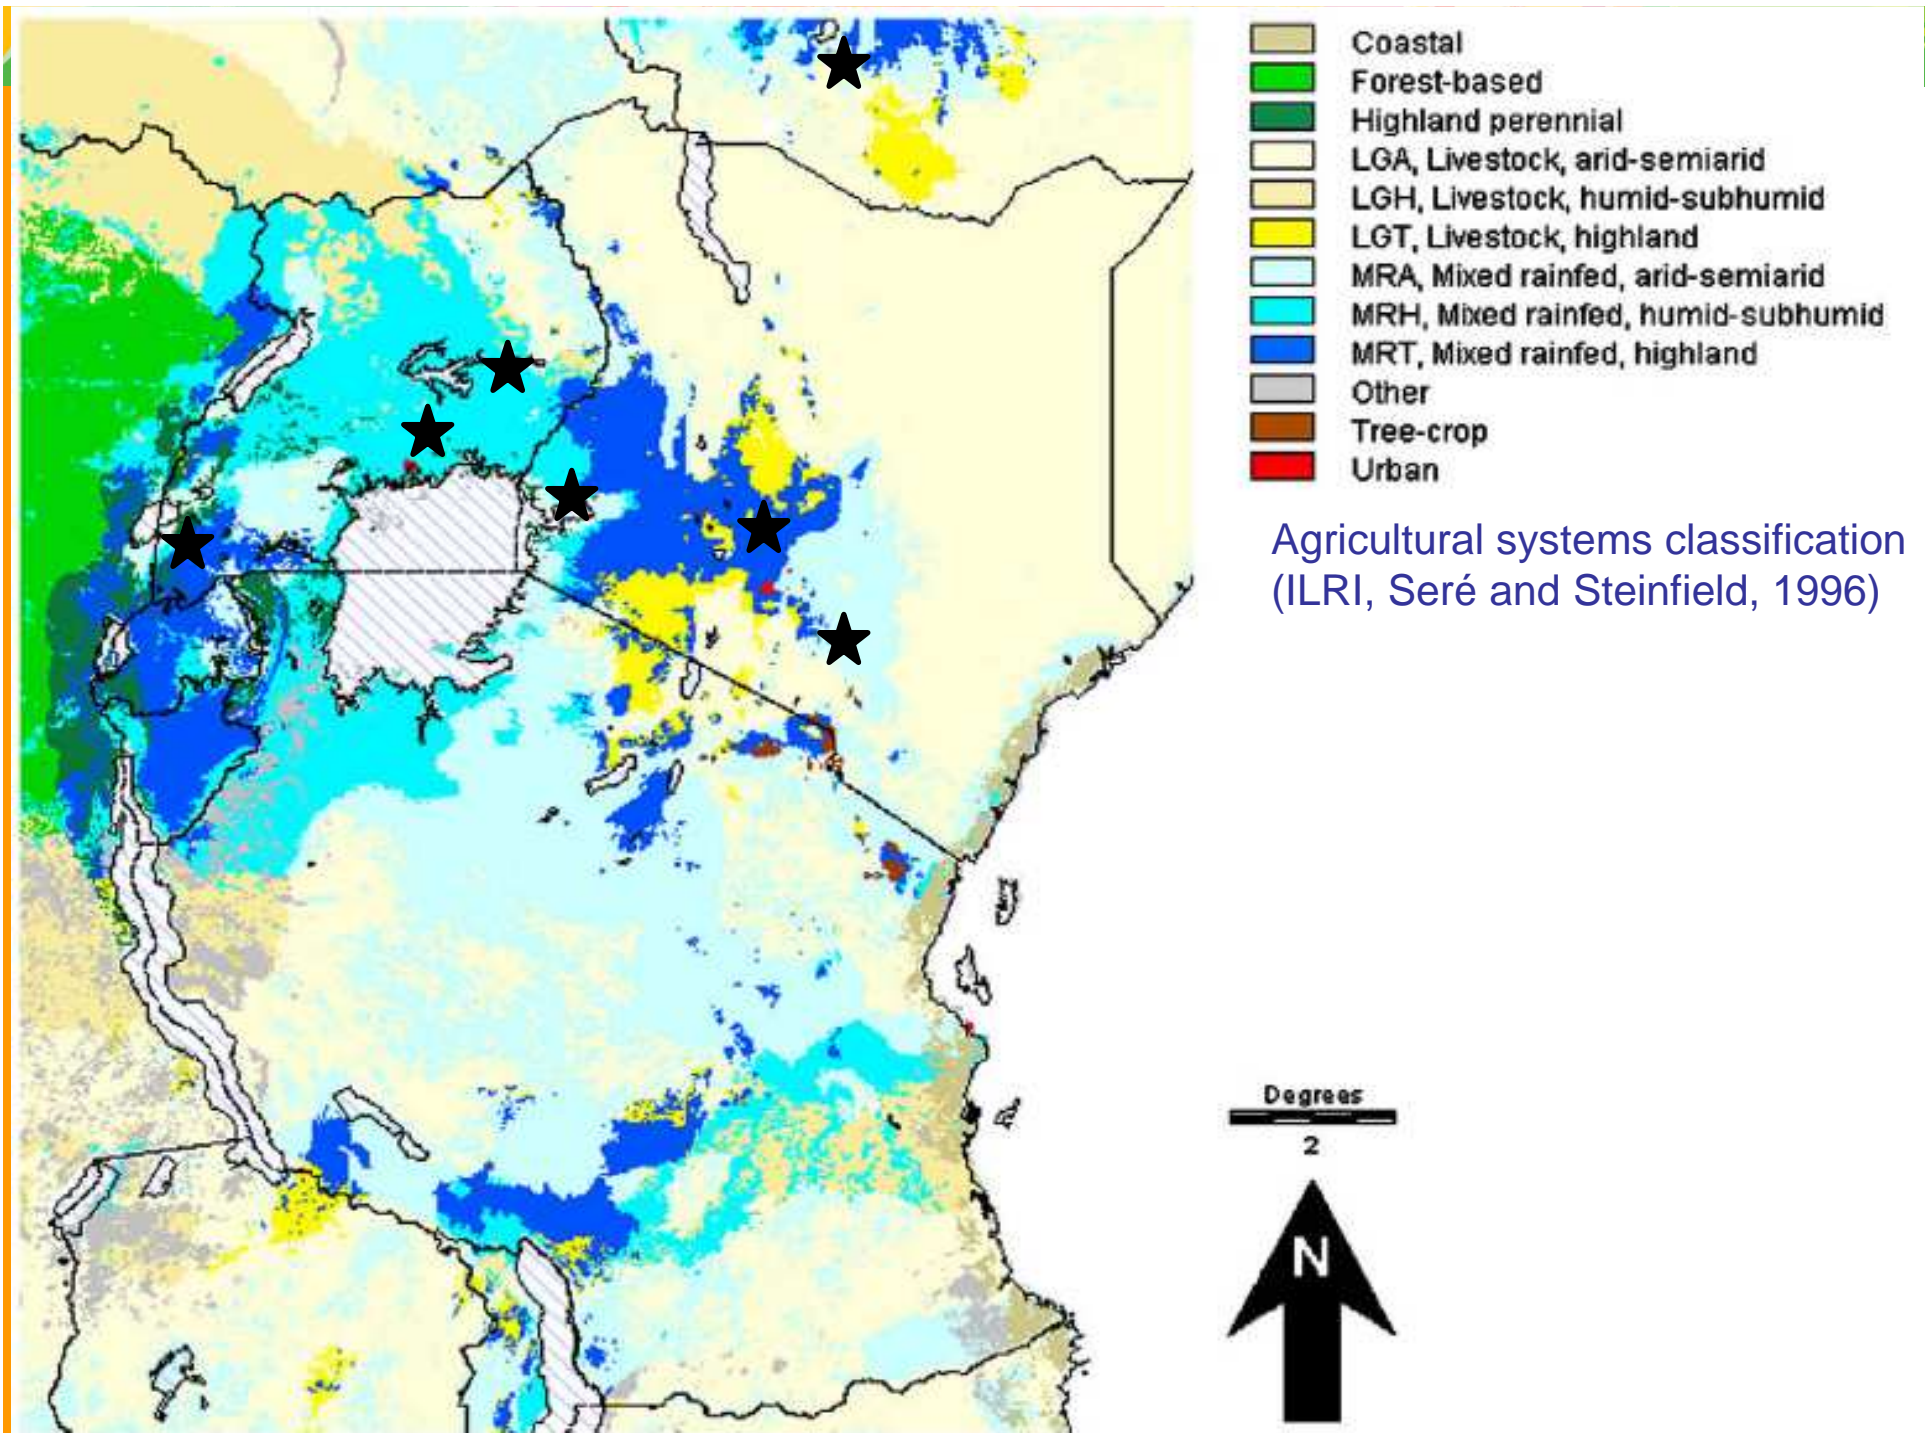 Coastal
Forest-based
Highland perennial
LGA, Livestock, arid-semiarid
LGH, Livestock, humid-subhumid
LGT, Livestock, highland
MRA, Mixed rainfed, arid-semiarid
MRH, Mixed rainfed, humid-subhumid
MRT, Mixed rainfed, highland
Other
Tree-crop
Urban
Agricultural systems classification
(ILRI, Seré and Steinfield, 1996)
Degrees
2
N